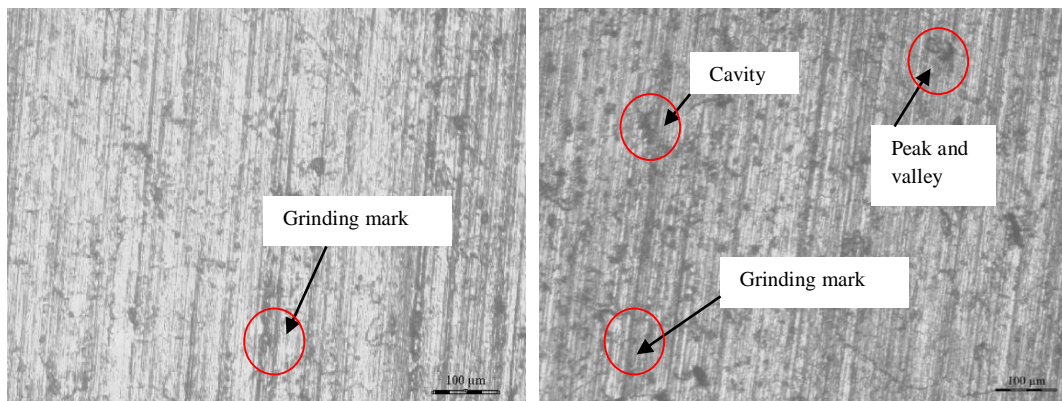 Grinding mark
100 µm
Cavity
Peak and
valley
Grinding mark
100 µm